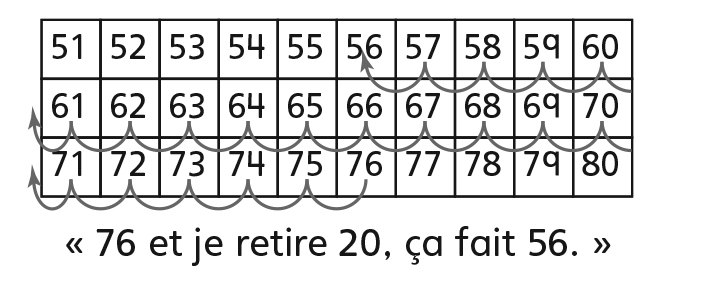 51 52 53 54 55 56 57 58 59 60
61 62 63 64 65 66 67 68 69 70
71 72 73 74 75 76 77 78 79 80
« 76 et je retire 20, ça fait 56. »